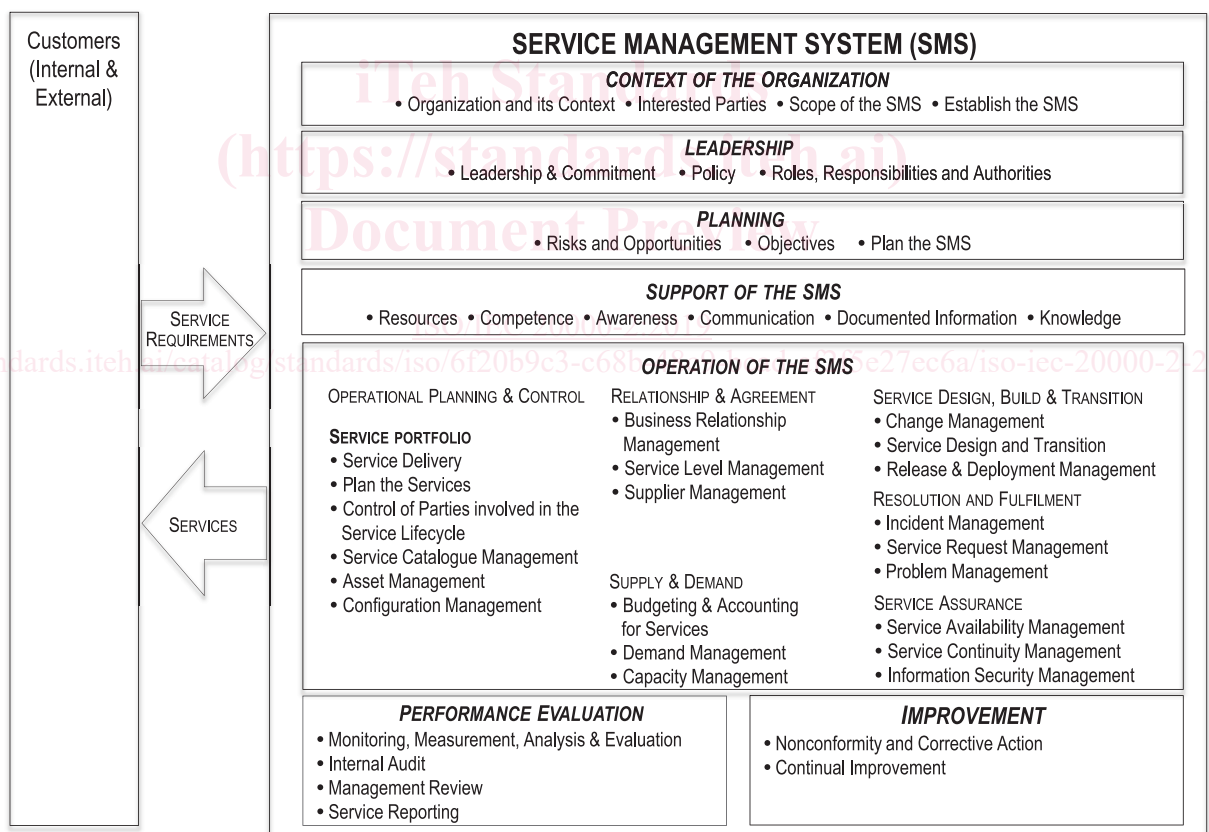 Customers
(Internal &
External)
SERVICE
REQUIREMENTS
SERVICES
SERVICE MANAGEMENT SYSTEM (SMS)
CONTEXT OF THE ORGANIZATION
• Organization and its Context • Interested Parties • Scope of the SMS • Establish the SMS
LEADERSHIP
• Leadership & Commitment • Policy • Roles, Responsibilities and Authorities
PLANNING
• Risks and Opportunities • Objectives • Plan the SMS
SUPPORT OF THE SMS
• Resources • Competence • Awareness • Communication • Documented Information • Knowledge
OPERATION OF THE SMS
OPERATIONAL PLANNING & CONTROL
SERVICE PORTFOLIO
• Service Delivery
• Plan the Services
• Control of Parties involved in the
Service Lifecycle
• Service Catalogue Management
• Asset Management
• Configuration Management
RELATIONSHIP & AGREEMENT
• Business Relationship
Management
• Service Level Management
• Supplier Management
SUPPLY & DEMAND
• Budgeting & Accounting
for Services
• Demand Management
• Capacity Management
SERVICE DESIGN, BUILD & TRANSITION
• Change Management
• Service Design and Transition
• Release & Deployment Management
RESOLUTION AND FULFILMENT
• Incident Management
• Service Request Management
• Problem Management
SERVICE ASSURANCE
• Service Availability Management
• Service Continuity Management
• Information Security Management
PERFORMANCE EVALUATION
• Monitoring, Measurement, Analysis & Evaluation
• Internal Audit
• Management Review
• Service Reporting
IMPROVEMENT
• Nonconformity and Corrective Action
• Continual Improvement
iTeh Standards
(https://standards.iteh.ai)
Document Preview
ISO/IEC 20000-2:2019